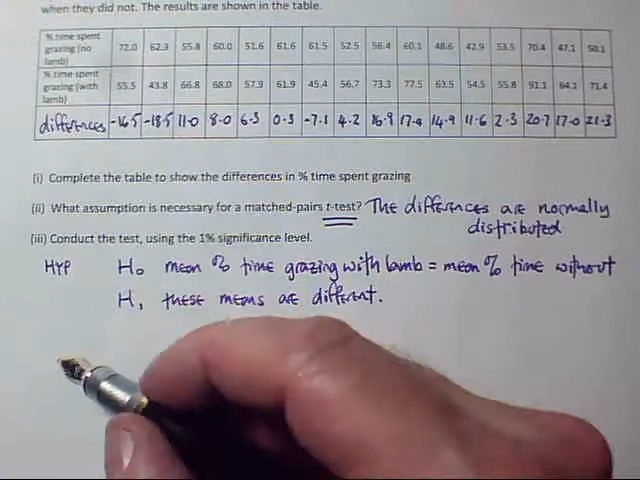 when they did not. The results are shown in the table.
% time spent grazing (no lamb) 72.0 62.3 55.8 60.0 51.6 61.6 61.5 52.5 56.4 60.1 48.6 42.9 53.5 70.4 47.1 50.1
% time spent grazing (with lamb) 55.5 43.8 66.8 68.0 57.9 61.9 45.4 56.7 73.3 77.5 63.5 54.5 55.8 91.1 64.1 71.4
differences -16.5 -18.5 11.0 8.0 6.3 0.3 -7.1 4.2 16.9 17.4 14.9 11.6 2.3 20.7 17.0 21.3
(i) Complete the table to show the differences in % time spent grazing
(ii) What assumption is necessary for a matched-pairs t-test? The differences are normally
distributed
(iii) Conduct the test, using the 1% significance level.
HYP H₀ mean % time grazing with lamb = mean % time without
H₁ these means are different.